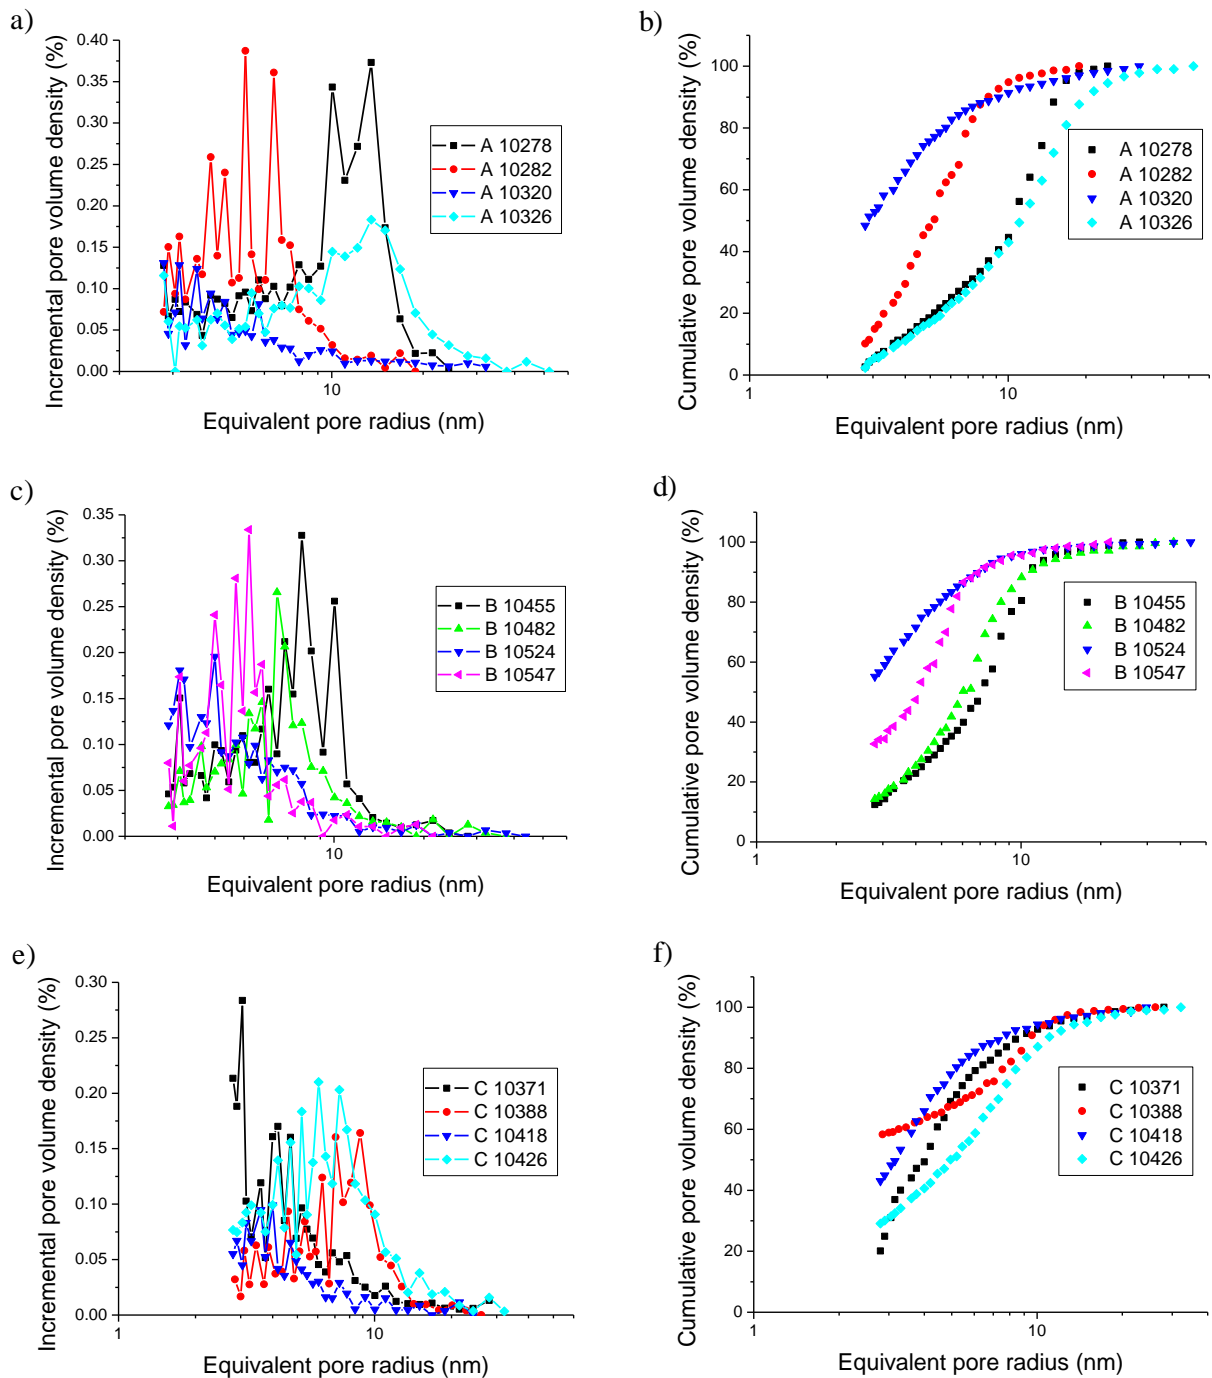 a)
Incremental pore volume density (%)
0.40
0.35
0.30
0.25
0.20
0.15
0.10
0.05
0.00
10
Equivalent pore radius (nm)
A 10278
A 10282
A 10320
A 10326
b)
Cumulative pore volume density (%)
100
80
60
40
20
0
1
10
Equivalent pore radius (nm)
A 10278
A 10282
A 10320
A 10326
c)
Incremental pore volume density (%)
0.35
0.30
0.25
0.20
0.15
0.10
0.05
0.00
10
Equivalent pore radius (nm)
B 10455
B 10482
B 10524
B 10547
d)
Cumulative pore volume density (%)
100
80
60
40
20
0
1
10
Equivalent pore radius (nm)
B 10455
B 10482
B 10524
B 10547
e)
Incremental pore volume density (%)
0.30
0.25
0.20
0.15
0.10
0.05
0.00
1
10
Equivalent pore radius (nm)
C 10371
C 10388
C 10418
C 10426
f)
Cumulative pore volume density (%)
100
80
60
40
20
0
1
10
Equivalent pore radius (nm)
C 10371
C 10388
C 10418
C 10426